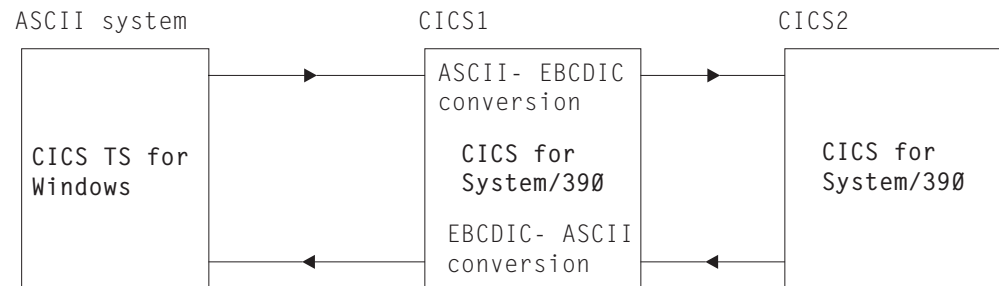 ASCII system
CICS1
CICS2
ASCII- EBCDIC
conversion
CICS TS for
Windows
CICS for
System/390
CICS for
System/390
EBCDIC- ASCII
conversion